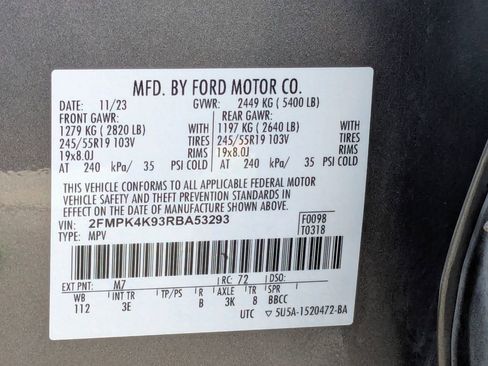 MFD. BY FORD MOTOR CO.
DATE: 11/23 GVWR: 2449 KG ( 5400 LB)
FRONT GAWR: REAR GAWR:
1279 KG ( 2820 LB) WITH 1197 KG ( 2640 LB) WITH
245/55R19 103V TIRES 245/55R19 103V TIRES
19x8.0J RIMS 19x8.0J RIMS
AT 240 kPa/ 35 PSI COLD AT 240 kPa/ 35 PSI COLD
THIS VEHICLE CONFORMS TO ALL APPLICABLE FEDERAL MOTOR
VEHICLE SAFETY AND THEFT PREVENTION STANDARDS IN
EFFECT ON THE DATE OF MANUFACTURE SHOWN ABOVE.
VIN: 2FMPK4K93RBA53293 F0098
TYPE: MPV T0318
EXT PNT: M7 RC: 72 DSO:
WB INT TR TP/PS R AXLE TR SPR
112 3E B 3K 8 BBCC
UTC ▽ 5U5A-1520472-BA